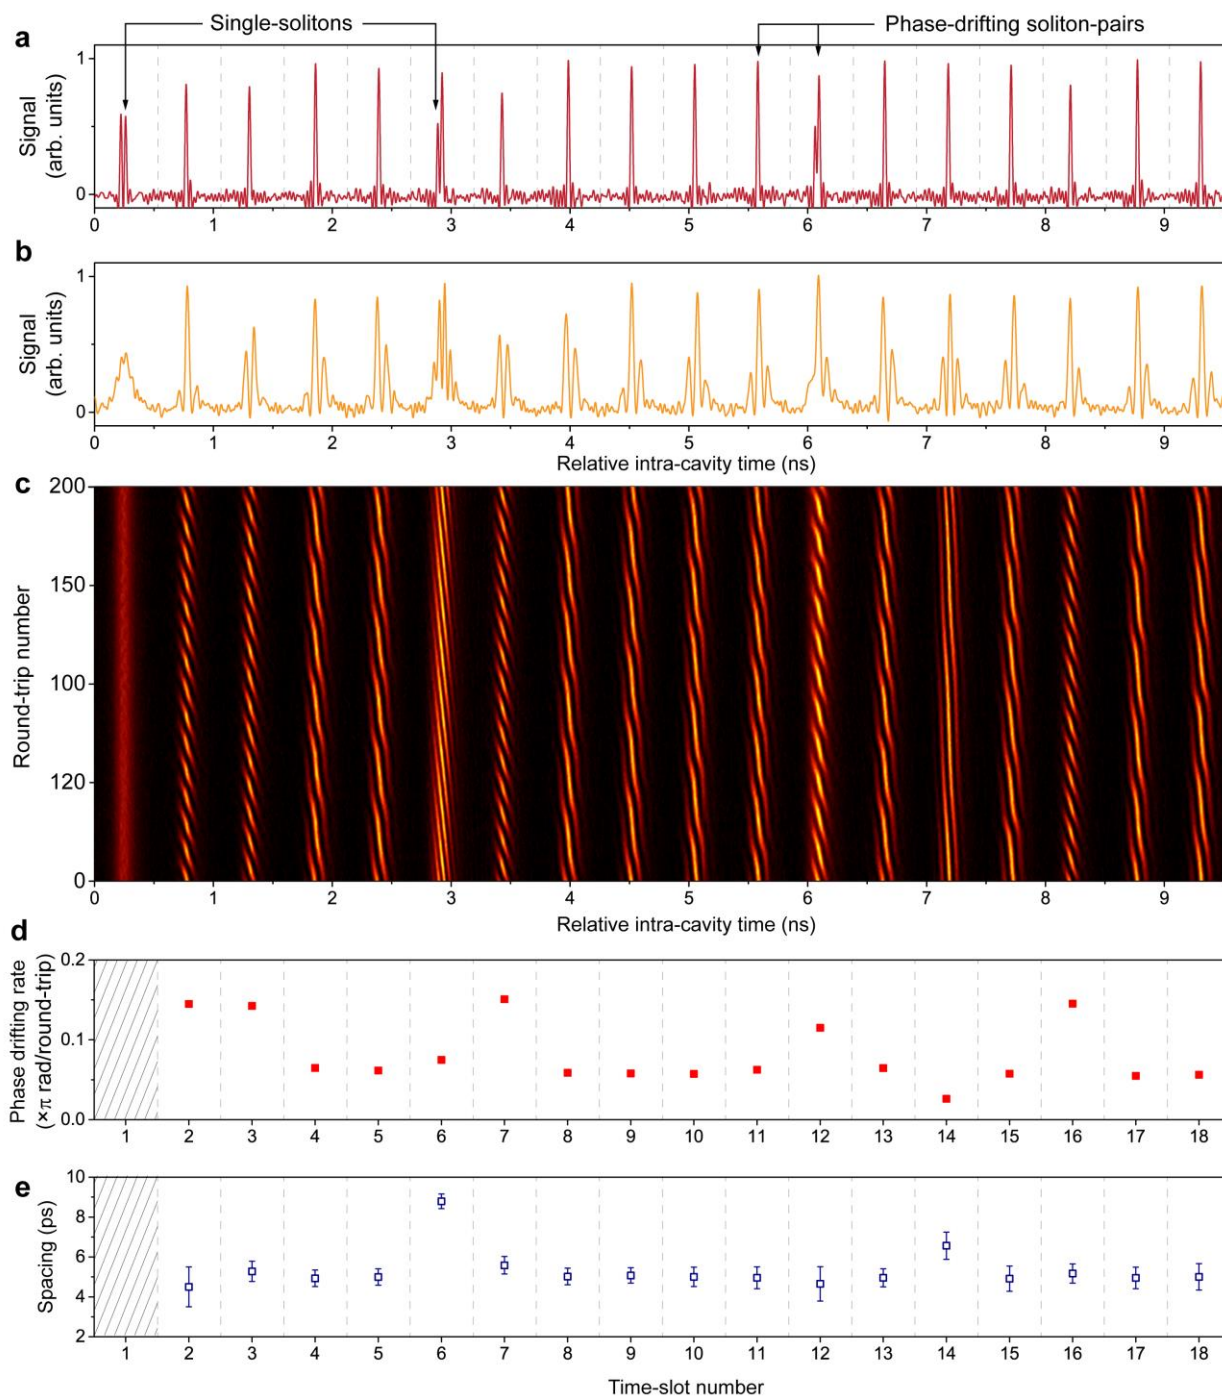 Single-solitons
Phase-drifting soliton-pairs
a
Signal
(arb. units)
1
0
0 1 2 3 4 5 6 7 8 9
b
Signal
(arb. units)
1
0
0 1 2 3 4 5 6 7 8 9
Relative intra-cavity time (ns)
c
Round-trip number
200
150
100
120
0
0 1 2 3 4 5 6 7 8 9
Relative intra-cavity time (ns)
d
Phase drifting rate
(×π rad/round-trip)
0.2
0.1
0.0
1 2 3 4 5 6 7 8 9 10 11 12 13 14 15 16 17 18
e
Spacing (ps)
10
8
6
4
2
1 2 3 4 5 6 7 8 9 10 11 12 13 14 15 16 17 18
Time-slot number